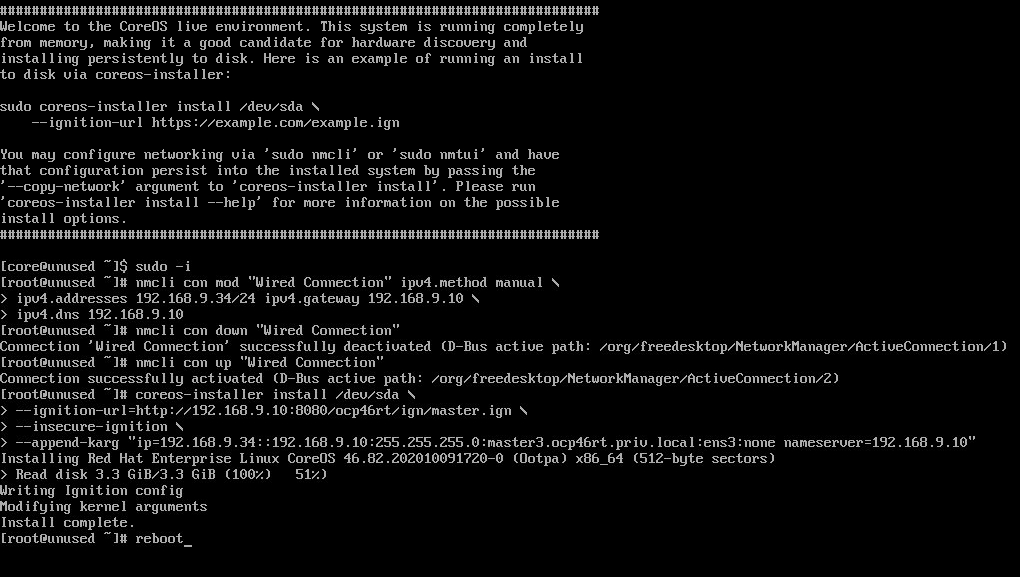 ###########################################################################
Welcome to the CoreOS live environment. This system is running completely
from memory, making it a good candidate for hardware discovery and
installing persistently to disk. Here is an example of running an install
to disk via coreos-installer:
sudo coreos-installer install /dev/sda \
--ignition-url https://example.com/example.ign
You may configure networking via 'sudo nmcli' or 'sudo nmtui' and have
that configuration persist into the installed system by passing the
'--copy-network' argument to 'coreos-installer install'. Please run
'coreos-installer install --help' for more information on the possible
install options.
###########################################################################
[core@unused ~]$ sudo -i
[root@unused ~]# nmcli con mod "Wired Connection" ipv4.method manual \
> ipv4.addresses 192.168.9.34/24 ipv4.gateway 192.168.9.10 \
> ipv4.dns 192.168.9.10
[root@unused ~]# nmcli con down "Wired Connection"
Connection 'Wired Connection' successfully deactivated (D-Bus active path: /org/freedesktop/NetworkManager/ActiveConnection/1)
[root@unused ~]# nmcli con up "Wired Connection"
Connection successfully activated (D-Bus active path: /org/freedesktop/NetworkManager/ActiveConnection/2)
[root@unused ~]# coreos-installer install /dev/sda \
> --ignition-url=http://192.168.9.10:8080/ocp46rt/ign/master.ign \
> --insecure-ignition \
> --append-karg "ip=192.168.9.34::192.168.9.10:255.255.255.0:master3.ocp46rt.priv.local:ens3:none nameserver=192.168.9.10"
Installing Red Hat Enterprise Linux CoreOS 46.82.202010091720-0 (Ootpa) x86_64 (512-byte sectors)
> Read disk 3.3 GiB/3.3 GiB (100%)   51%)
Writing Ignition config
Modifying kernel arguments
Install complete.
[root@unused ~]# reboot_